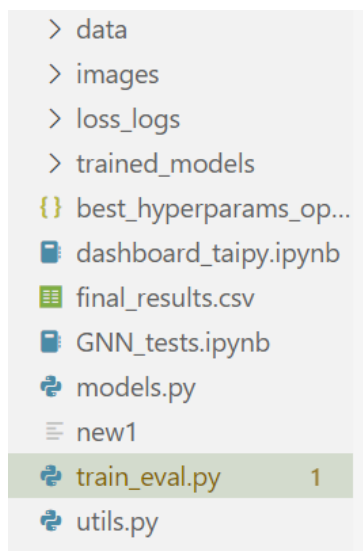 data
images
loss_logs
trained_models
{} best_hyperparams_op...
dashboard_taipy.ipynb
final_results.csv
GNN_tests.ipynb
models.py
new1
train_eval.py 1
utils.py